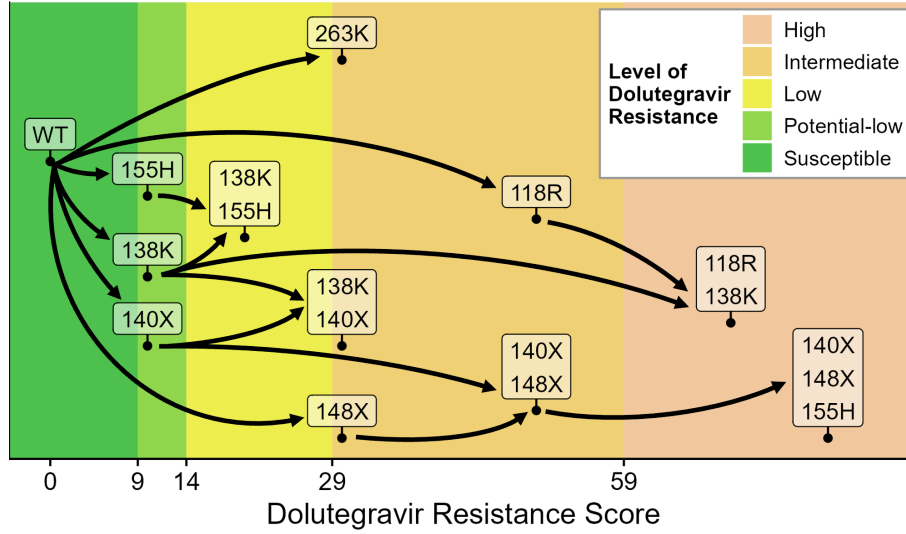 263K
High
Intermediate
Level of
Dolutegravir
Resistance
Low
Potential-low
Susceptible
WT
155H
138K
155H
118R
138K
118R
138K
140X
138K
140X
140X
148X
140X
148X
155H
148X
0 9 14 29 59
Dolutegravir Resistance Score